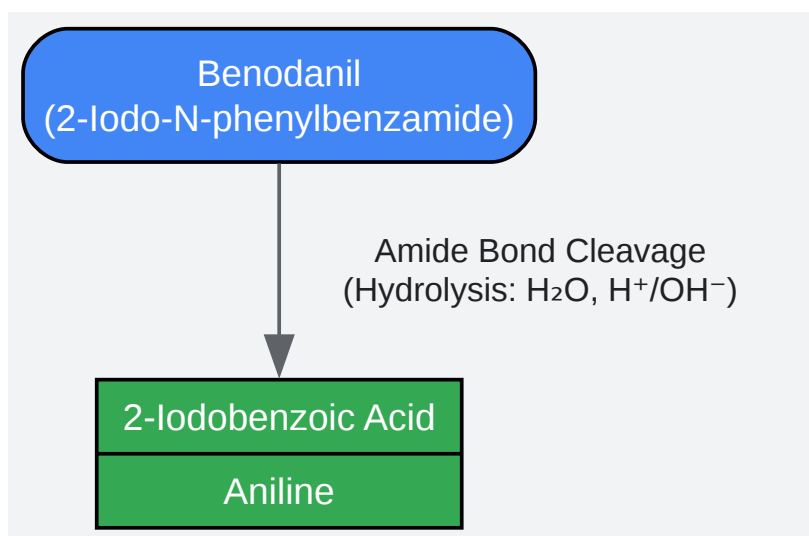 Benodanil
(2-Iodo-N-phenylbenzamide)
Amide Bond Cleavage
(Hydrolysis: H₂O, H⁺/OH⁻)
2-Iodobenzoic Acid
Aniline